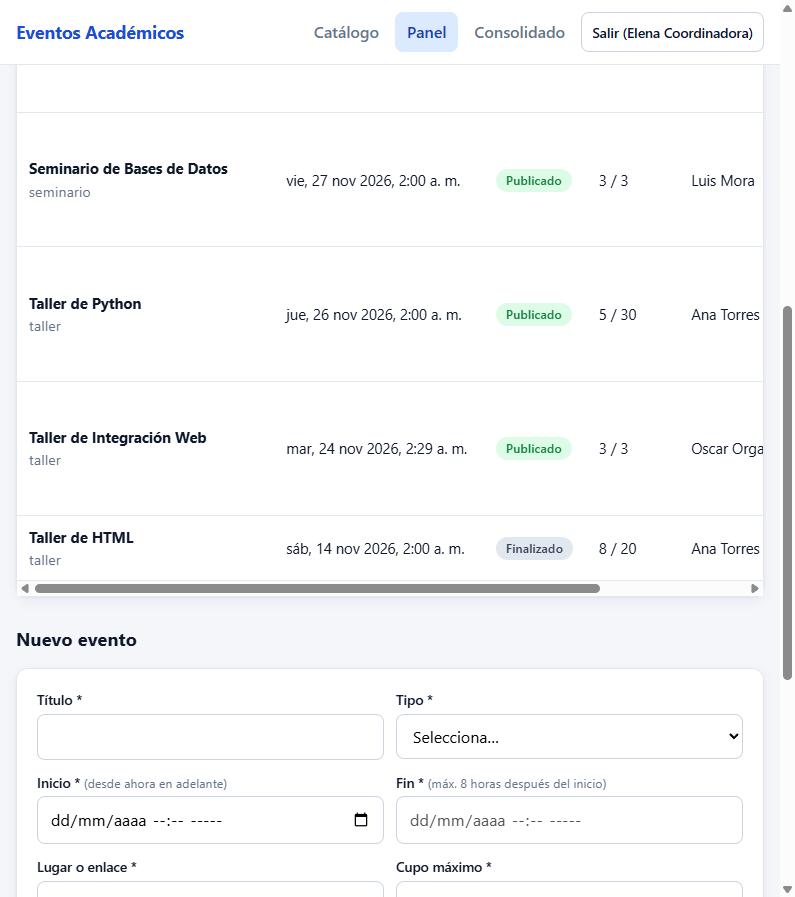 Eventos Académicos Catálogo Panel Consolidado Salir (Elena Coordinadora)
Seminario de Bases de Datos
seminario
vie, 27 nov 2026, 2:00 a. m. Publicado 3 / 3 Luis Mora
Taller de Python
taller
jue, 26 nov 2026, 2:00 a. m. Publicado 5 / 30 Ana Torres
Taller de Integración Web
taller
mar, 24 nov 2026, 2:29 a. m. Publicado 3 / 3 Oscar Orga
Taller de HTML
taller
sáb, 14 nov 2026, 2:00 a. m. Finalizado 8 / 20 Ana Torres
Nuevo evento
Título * Tipo *
Selecciona...
Inicio * (desde ahora en adelante) Fin * (máx. 8 horas después del inicio)
dd/mm/aaaa --:-- ----- dd/mm/aaaa --:-- -----
Lugar o enlace * Cupo máximo *